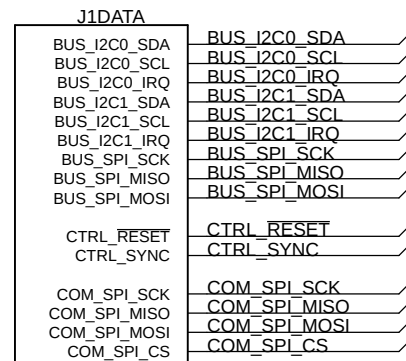 J1DATA
BUS_I2C0_SDA BUS_I2C0_SDA
BUS_I2C0_SCL BUS_I2C0_SCL
BUS_I2C0_IRQ BUS_I2C0_IRQ
BUS_I2C1_SDA BUS_I2C1_SDA
BUS_I2C1_SCL BUS_I2C1_SCL
BUS_I2C1_IRQ BUS_I2C1_IRQ
BUS_SPI_SCK BUS_SPI_SCK
BUS_SPI_MISO BUS_SPI_MISO
BUS_SPI_MOSI BUS_SPI_MOSI
CTRL_RESET CTRL_RESET
CTRL_SYNC CTRL_SYNC
COM_SPI_SCK COM_SPI_SCK
COM_SPI_MISO COM_SPI_MISO
COM_SPI_MOSI COM_SPI_MOSI
COM_SPI_CS COM_SPI_CS